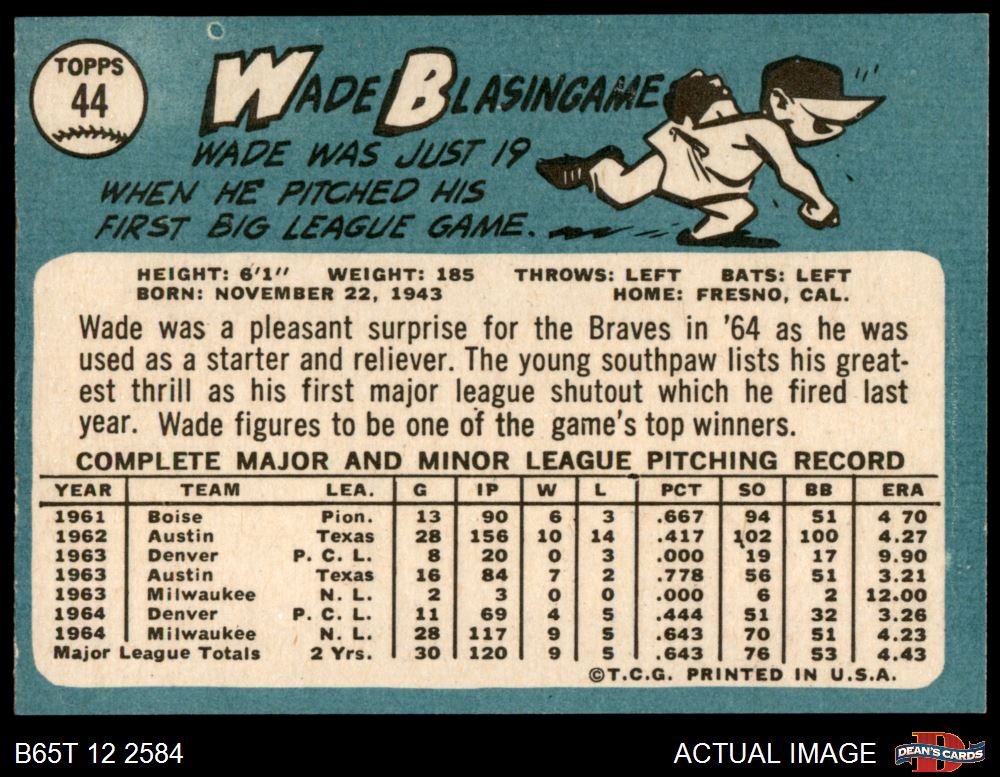 TOPPS
44
WADE BLASINGAME
WADE WAS JUST 19
WHEN HE PITCHED HIS
FIRST BIG LEAGUE GAME.
HEIGHT: 6'1" WEIGHT: 185 THROWS: LEFT BATS: LEFT
BORN: NOVEMBER 22, 1943 HOME: FRESNO, CAL.
Wade was a pleasant surprise for the Braves in '64 as he was
used as a starter and reliever. The young southpaw lists his great-
est thrill as his first major league shutout which he fired last
year. Wade figures to be one of the game's top winners.
COMPLETE MAJOR AND MINOR LEAGUE PITCHING RECORD
YEAR TEAM LEA. G IP W L PCT SO BB ERA
1961 Boise Pion. 13 90 6 3 .667 94 51 4 70
1962 Austin Texas 28 156 10 14 .417 102 100 4.27
1963 Denver P. C. L. 8 20 0 3 .000 19 17 9.90
1963 Austin Texas 16 84 7 2 .778 56 51 3.21
1963 Milwaukee N. L. 2 3 0 0 .000 6 2 12.00
1964 Denver P. C. L. 11 69 4 5 .444 51 32 3.26
1964 Milwaukee N. L. 28 117 9 5 .643 70 51 4.23
Major League Totals 2 Yrs. 30 120 9 5 .643 76 53 4.43
©T.C.G. PRINTED IN U.S.A.
B65T 12 2584 ACTUAL IMAGE DEAN'S CARDS